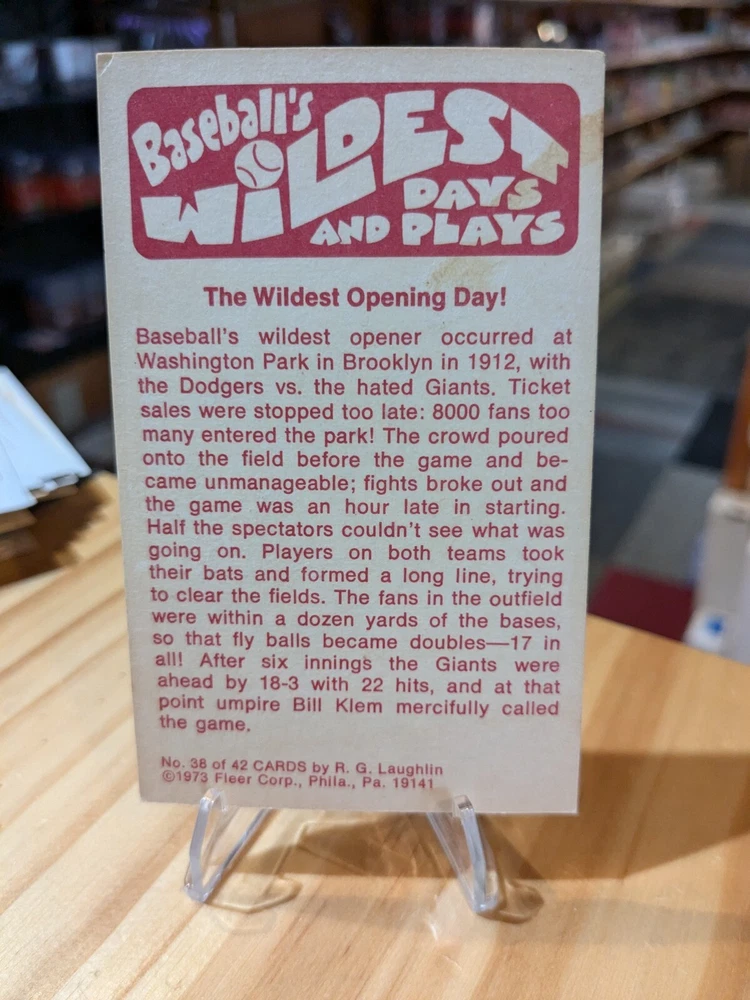 Baseball's
WILDEST
DAYS
AND PLAYS
The Wildest Opening Day!
Baseball's wildest opener occurred at
Washington Park in Brooklyn in 1912, with
the Dodgers vs. the hated Giants. Ticket
sales were stopped too late: 8000 fans too
many entered the park! The crowd poured
onto the field before the game and be-
came unmanageable; fights broke out and
the game was an hour late in starting.
Half the spectators couldn't see what was
going on. Players on both teams took
their bats and formed a long line, trying
to clear the fields. The fans in the outfield
were within a dozen yards of the bases,
so that fly balls became doubles—17 in
all! After six innings the Giants were
ahead by 18-3 with 22 hits, and at that
point umpire Bill Klem mercifully called
the game.
No. 38 of 42 CARDS by R. G. Laughlin
©1973 Fleer Corp., Phila., Pa. 19141